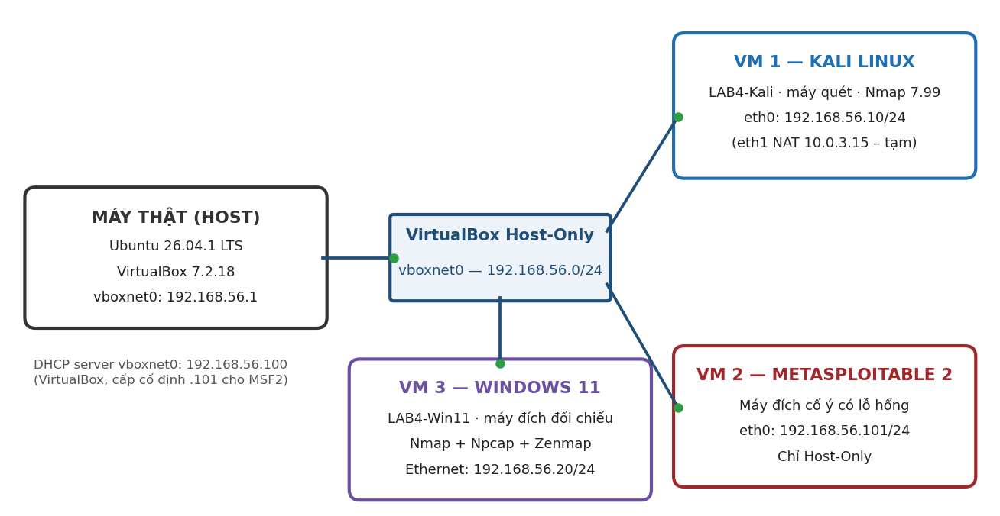 VM 1 — KALI LINUX
LAB4-Kali · máy quét · Nmap 7.99
eth0: 192.168.56.10/24
(eth1 NAT 10.0.3.15 – tạm)
MÁY THẬT (HOST)
Ubuntu 26.04.1 LTS
VirtualBox 7.2.18
vboxnet0: 192.168.56.1
VirtualBox Host-Only
vboxnet0 — 192.168.56.0/24
DHCP server vboxnet0: 192.168.56.100
(VirtualBox, cấp cố định .101 cho MSF2)
VM 3 — WINDOWS 11
LAB4-Win11 · máy đích đối chiếu
Nmap + Npcap + Zenmap
Ethernet: 192.168.56.20/24
VM 2 — METASPLOITABLE 2
Máy đích cố ý có lỗ hổng
eth0: 192.168.56.101/24
Chỉ Host-Only